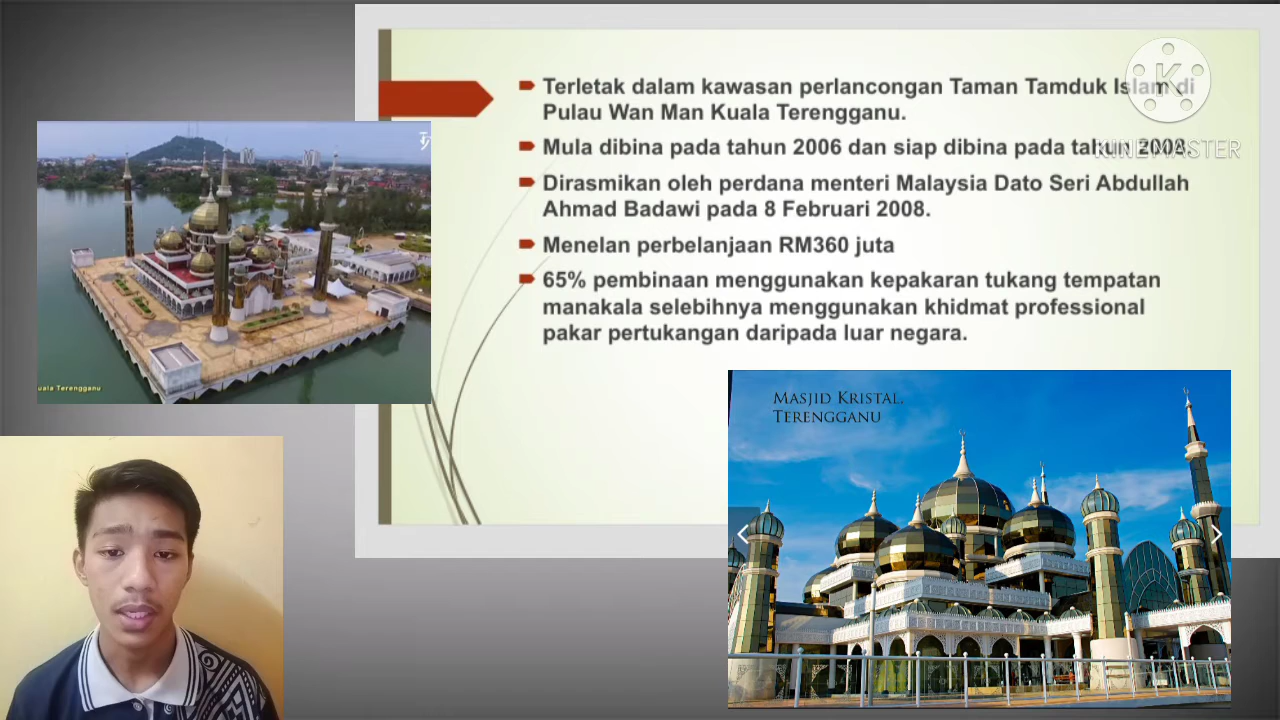 Terletak dalam kawasan perlancongan Taman Tamduk Islam di
Pulau Wan Man Kuala Terengganu.
Mula dibina pada tahun 2006 dan siap dibina pada tahun 2008.
Dirasmikan oleh perdana menteri Malaysia Dato Seri Abdullah
Ahmad Badawi pada 8 Februari 2008.
Menelan perbelanjaan RM360 juta
65% pembinaan menggunakan kepakaran tukang tempatan
manakala selebihnya menggunakan khidmat professional
pakar pertukangan daripada luar negara.
K
KINEMASTER
uala Terengganu
MASJID KRISTAL,
TERENGGANU